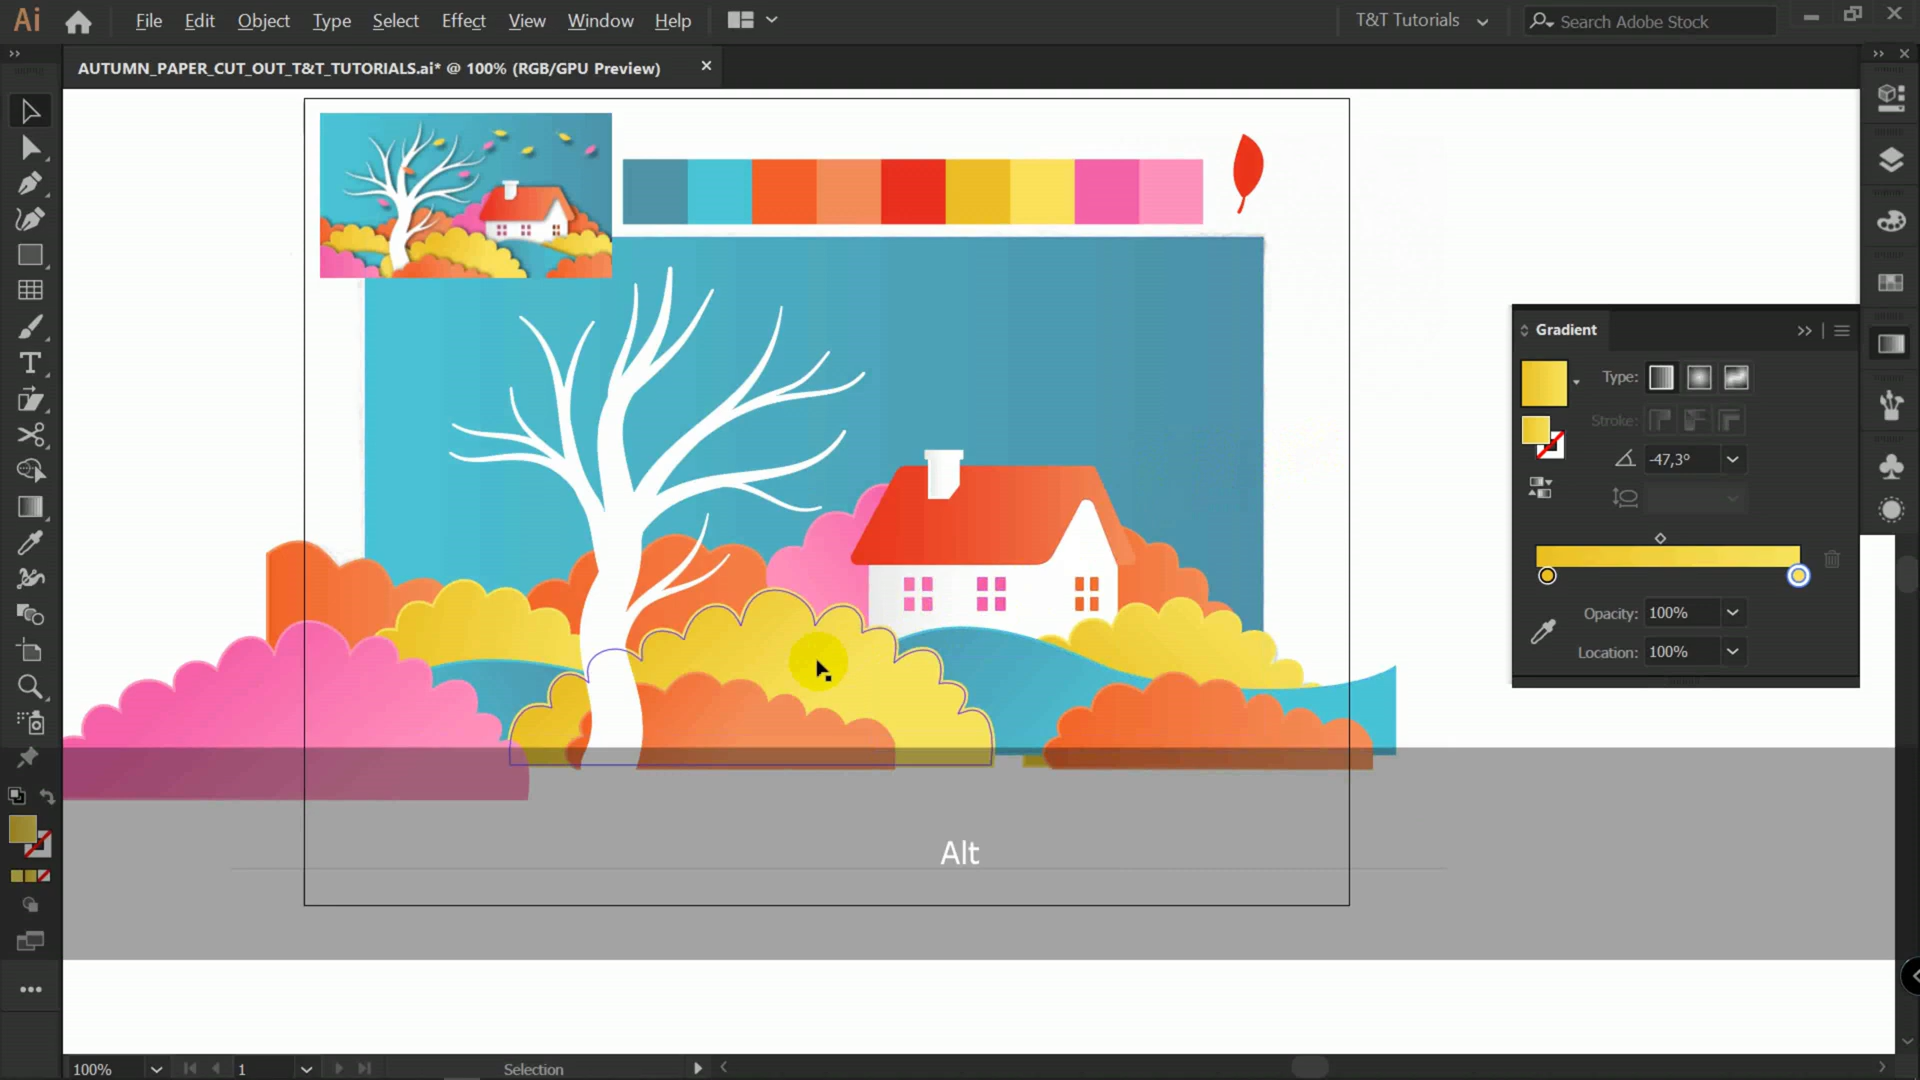 Ai File Edit Object Type Select Effect View Window Help T&T Tutorials Search Adobe Stock
AUTUMN_PAPER_CUT_OUT_T&T_TUTORIALS.ai* @ 100% (RGB/GPU Preview)
Gradient
Type:
Stroke:
-47,3°
Opacity: 100%
Location: 100%
Alt
100% 1 Selection